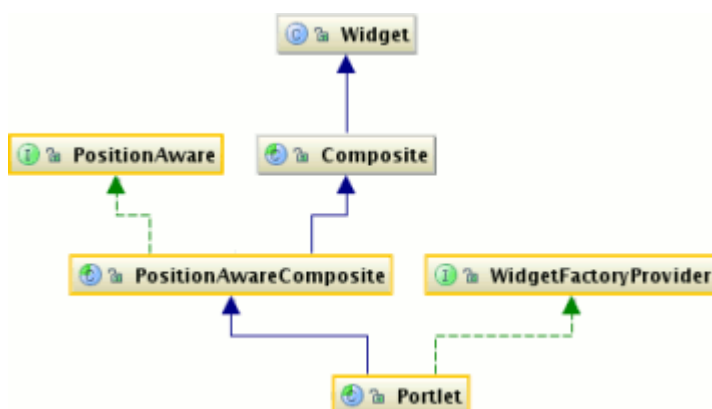 C Widget
I PositionAware
C Composite
C PositionAwareComposite
I WidgetFactoryProvider
C Portlet